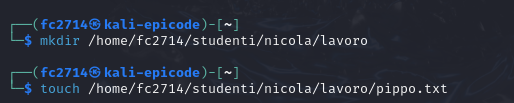 ┌──(fc2714㉿kali-epicode)-[~]
└─$ mkdir /home/fc2714/studenti/nicola/lavoro
┌──(fc2714㉿kali-epicode)-[~]
└─$ touch /home/fc2714/studenti/nicola/lavoro/pippo.txt